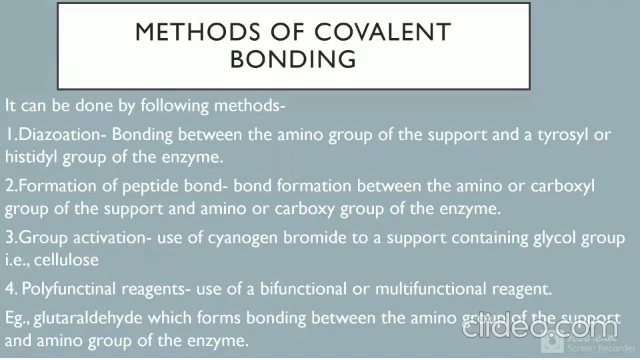 METHODS OF COVALENT
BONDING
It can be done by following methods-
1.Diazoation- Bonding between the amino group of the support and a tyrosyl or
histidyl group of the enzyme.
2.Formation of peptide bond- bond formation between the amino or carboxyl
group of the support and amino or carboxy group of the enzyme.
3.Group activation- use of cyanogen bromide to a support containing glycol group
i.e., cellulose
4. Polyfunctinal reagents- use of a bifunctional or multifunctional reagent.
Eg., glutaraldehyde which forms bonding between the amino group of the support
and amino group of the enzyme.
clideo.com
Screen Recorder